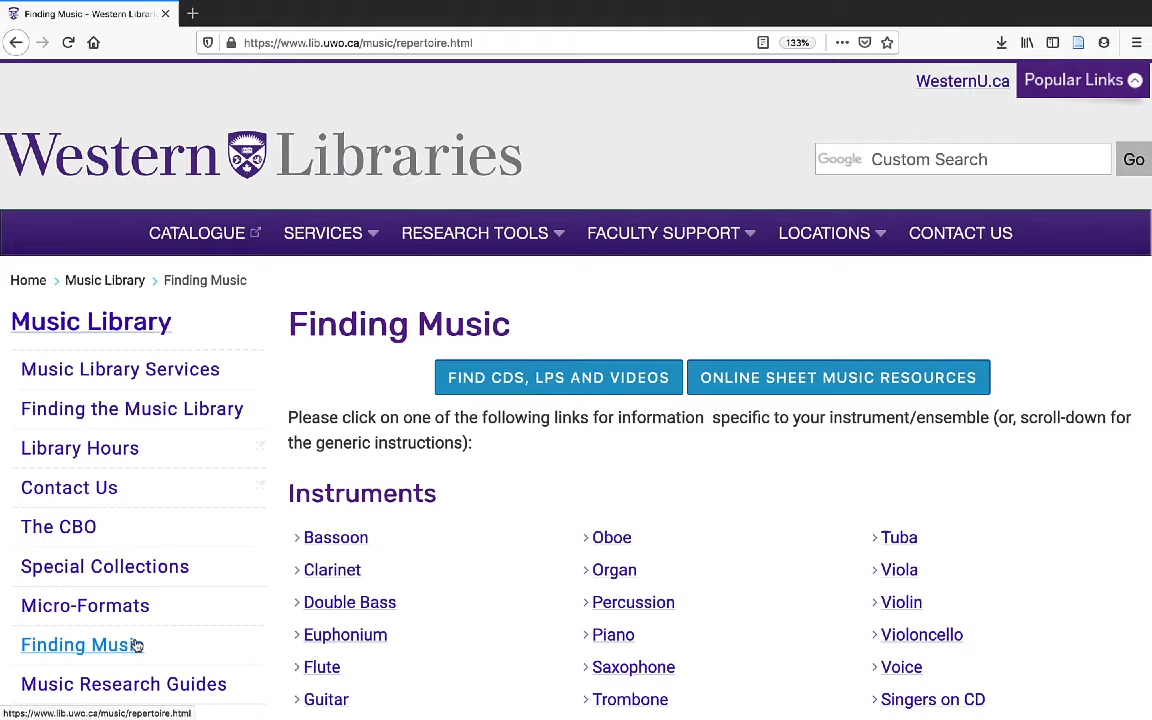 Finding Music - Western Librar
https://www.lib.uwo.ca/music/repertoire.html
133%
WesternU.ca
Popular Links
Western Libraries
Google Custom Search
Go
CATALOGUE
SERVICES
RESEARCH TOOLS
FACULTY SUPPORT
LOCATIONS
CONTACT US
Home > Music Library > Finding Music
Music Library
Music Library Services
Finding the Music Library
Library Hours
Contact Us
The CBO
Special Collections
Micro-Formats
Finding Music
Music Research Guides
Finding Music
FIND CDS, LPS AND VIDEOS
ONLINE SHEET MUSIC RESOURCES
Please click on one of the following links for information specific to your instrument/ensemble (or, scroll-down for
the generic instructions):
Instruments
Bassoon
Clarinet
Double Bass
Euphonium
Flute
Guitar
Oboe
Organ
Percussion
Piano
Saxophone
Trombone
Tuba
Viola
Violin
Violoncello
Voice
Singers on CD
https://www.lib.uwo.ca/music/repertoire.html